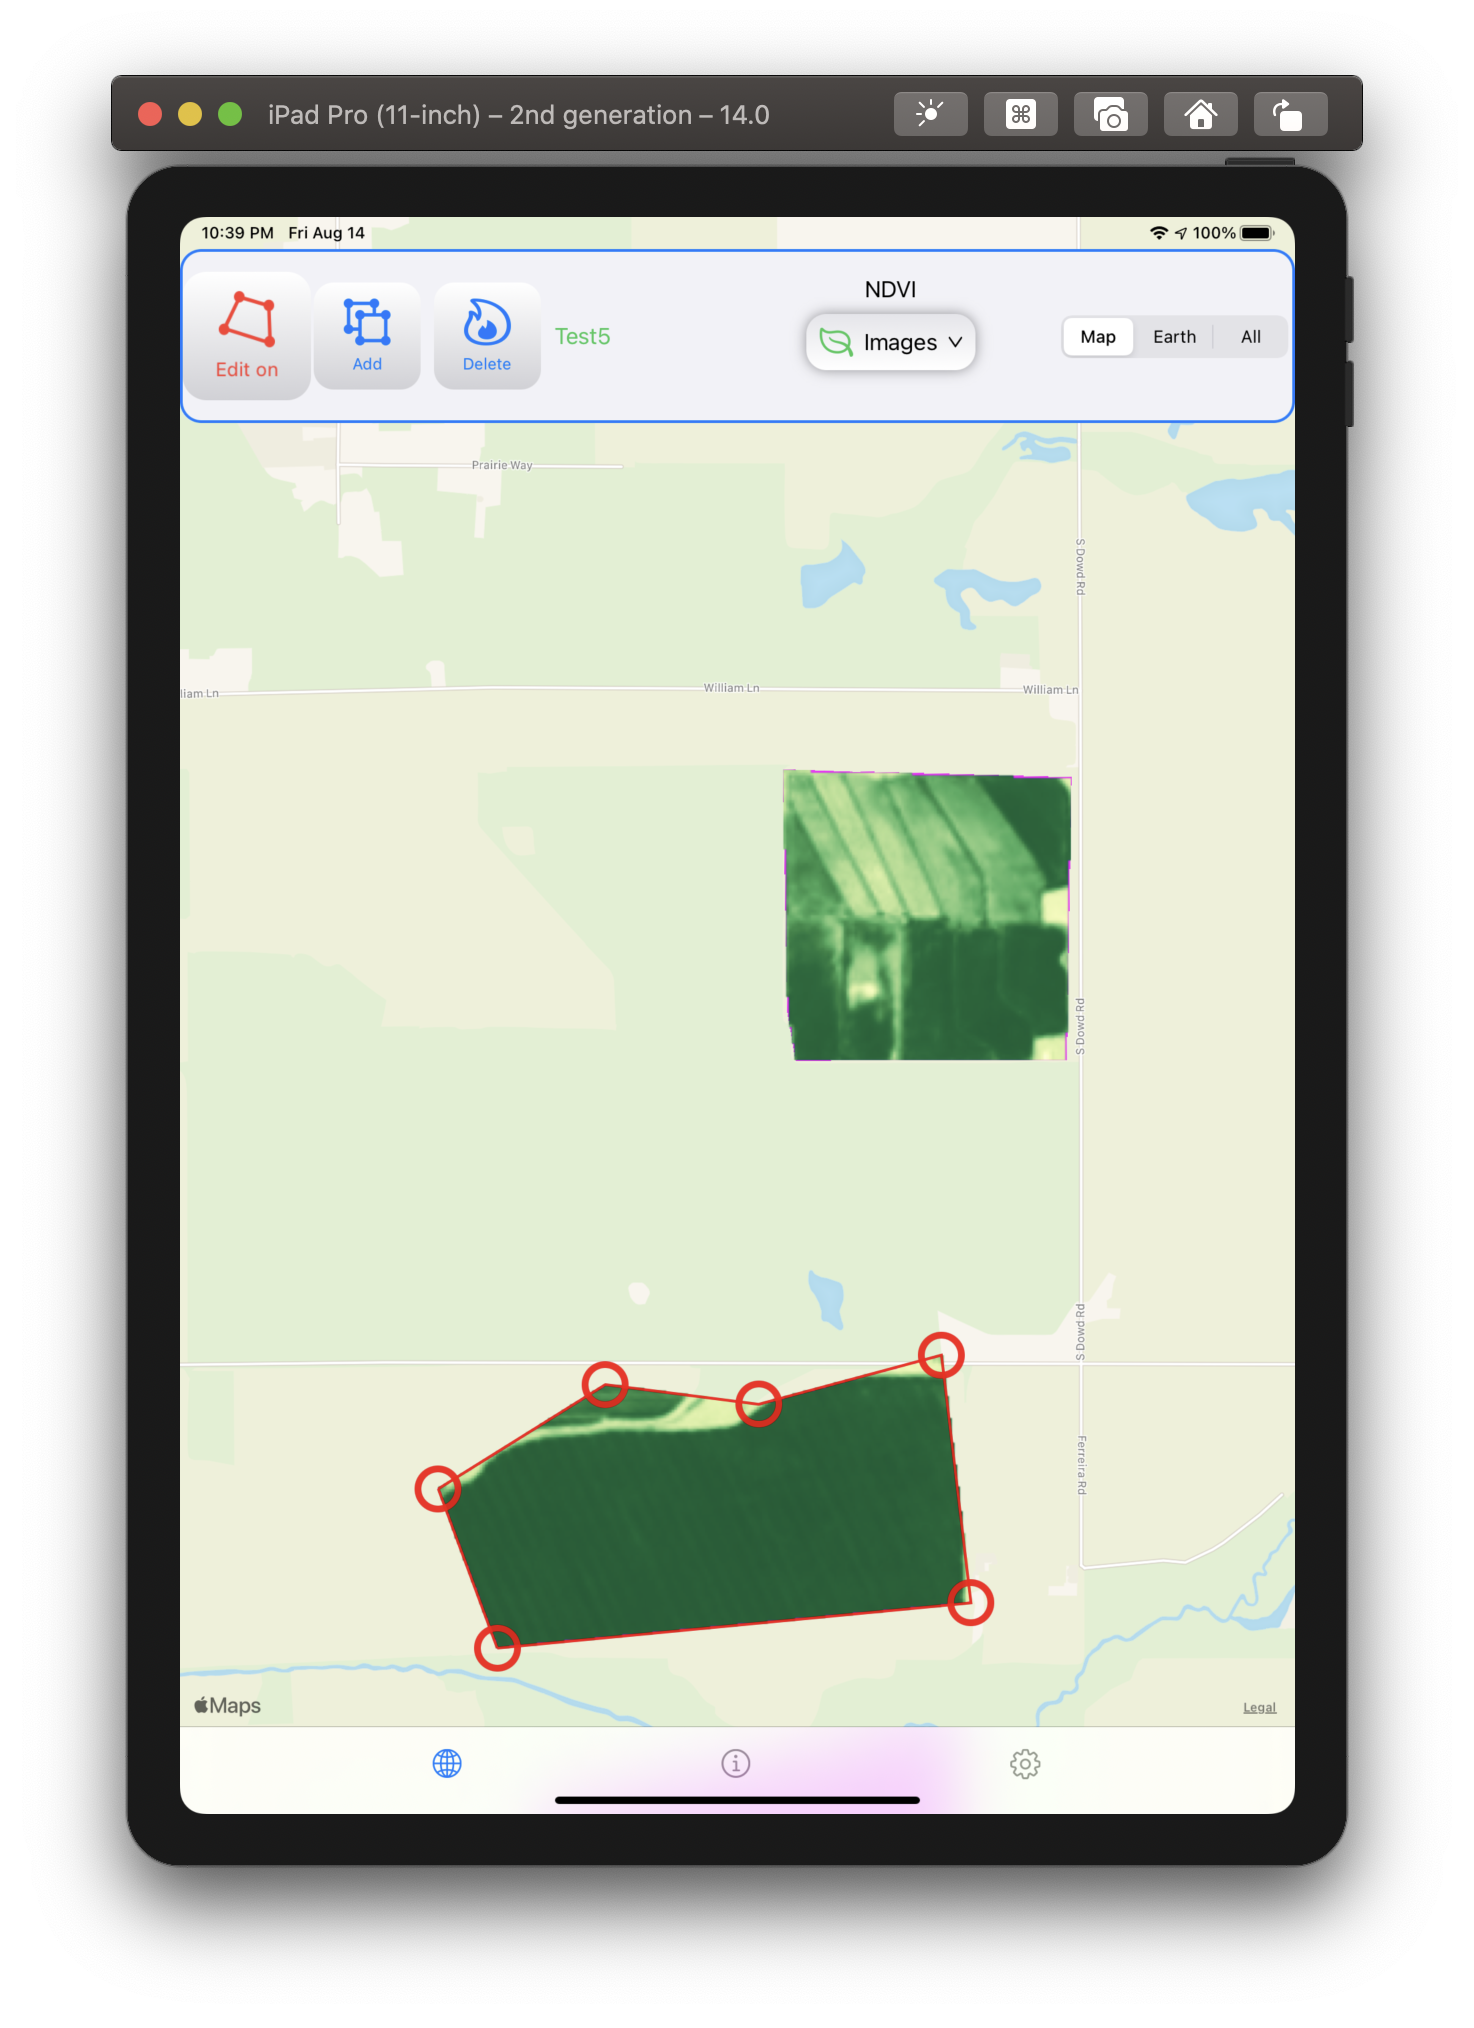 iPad Pro (11-inch) – 2nd generation – 14.0
10:39 PM Fri Aug 14
100%
NDVI
Edit on
Add
Delete
Test5
Images
Map
Earth
All
Prairie Way
S Dowd Rd
liam Ln
William Ln
William Ln
S Dowd Rd
S Dowd Rd
Ferreira Rd
Maps
Legal